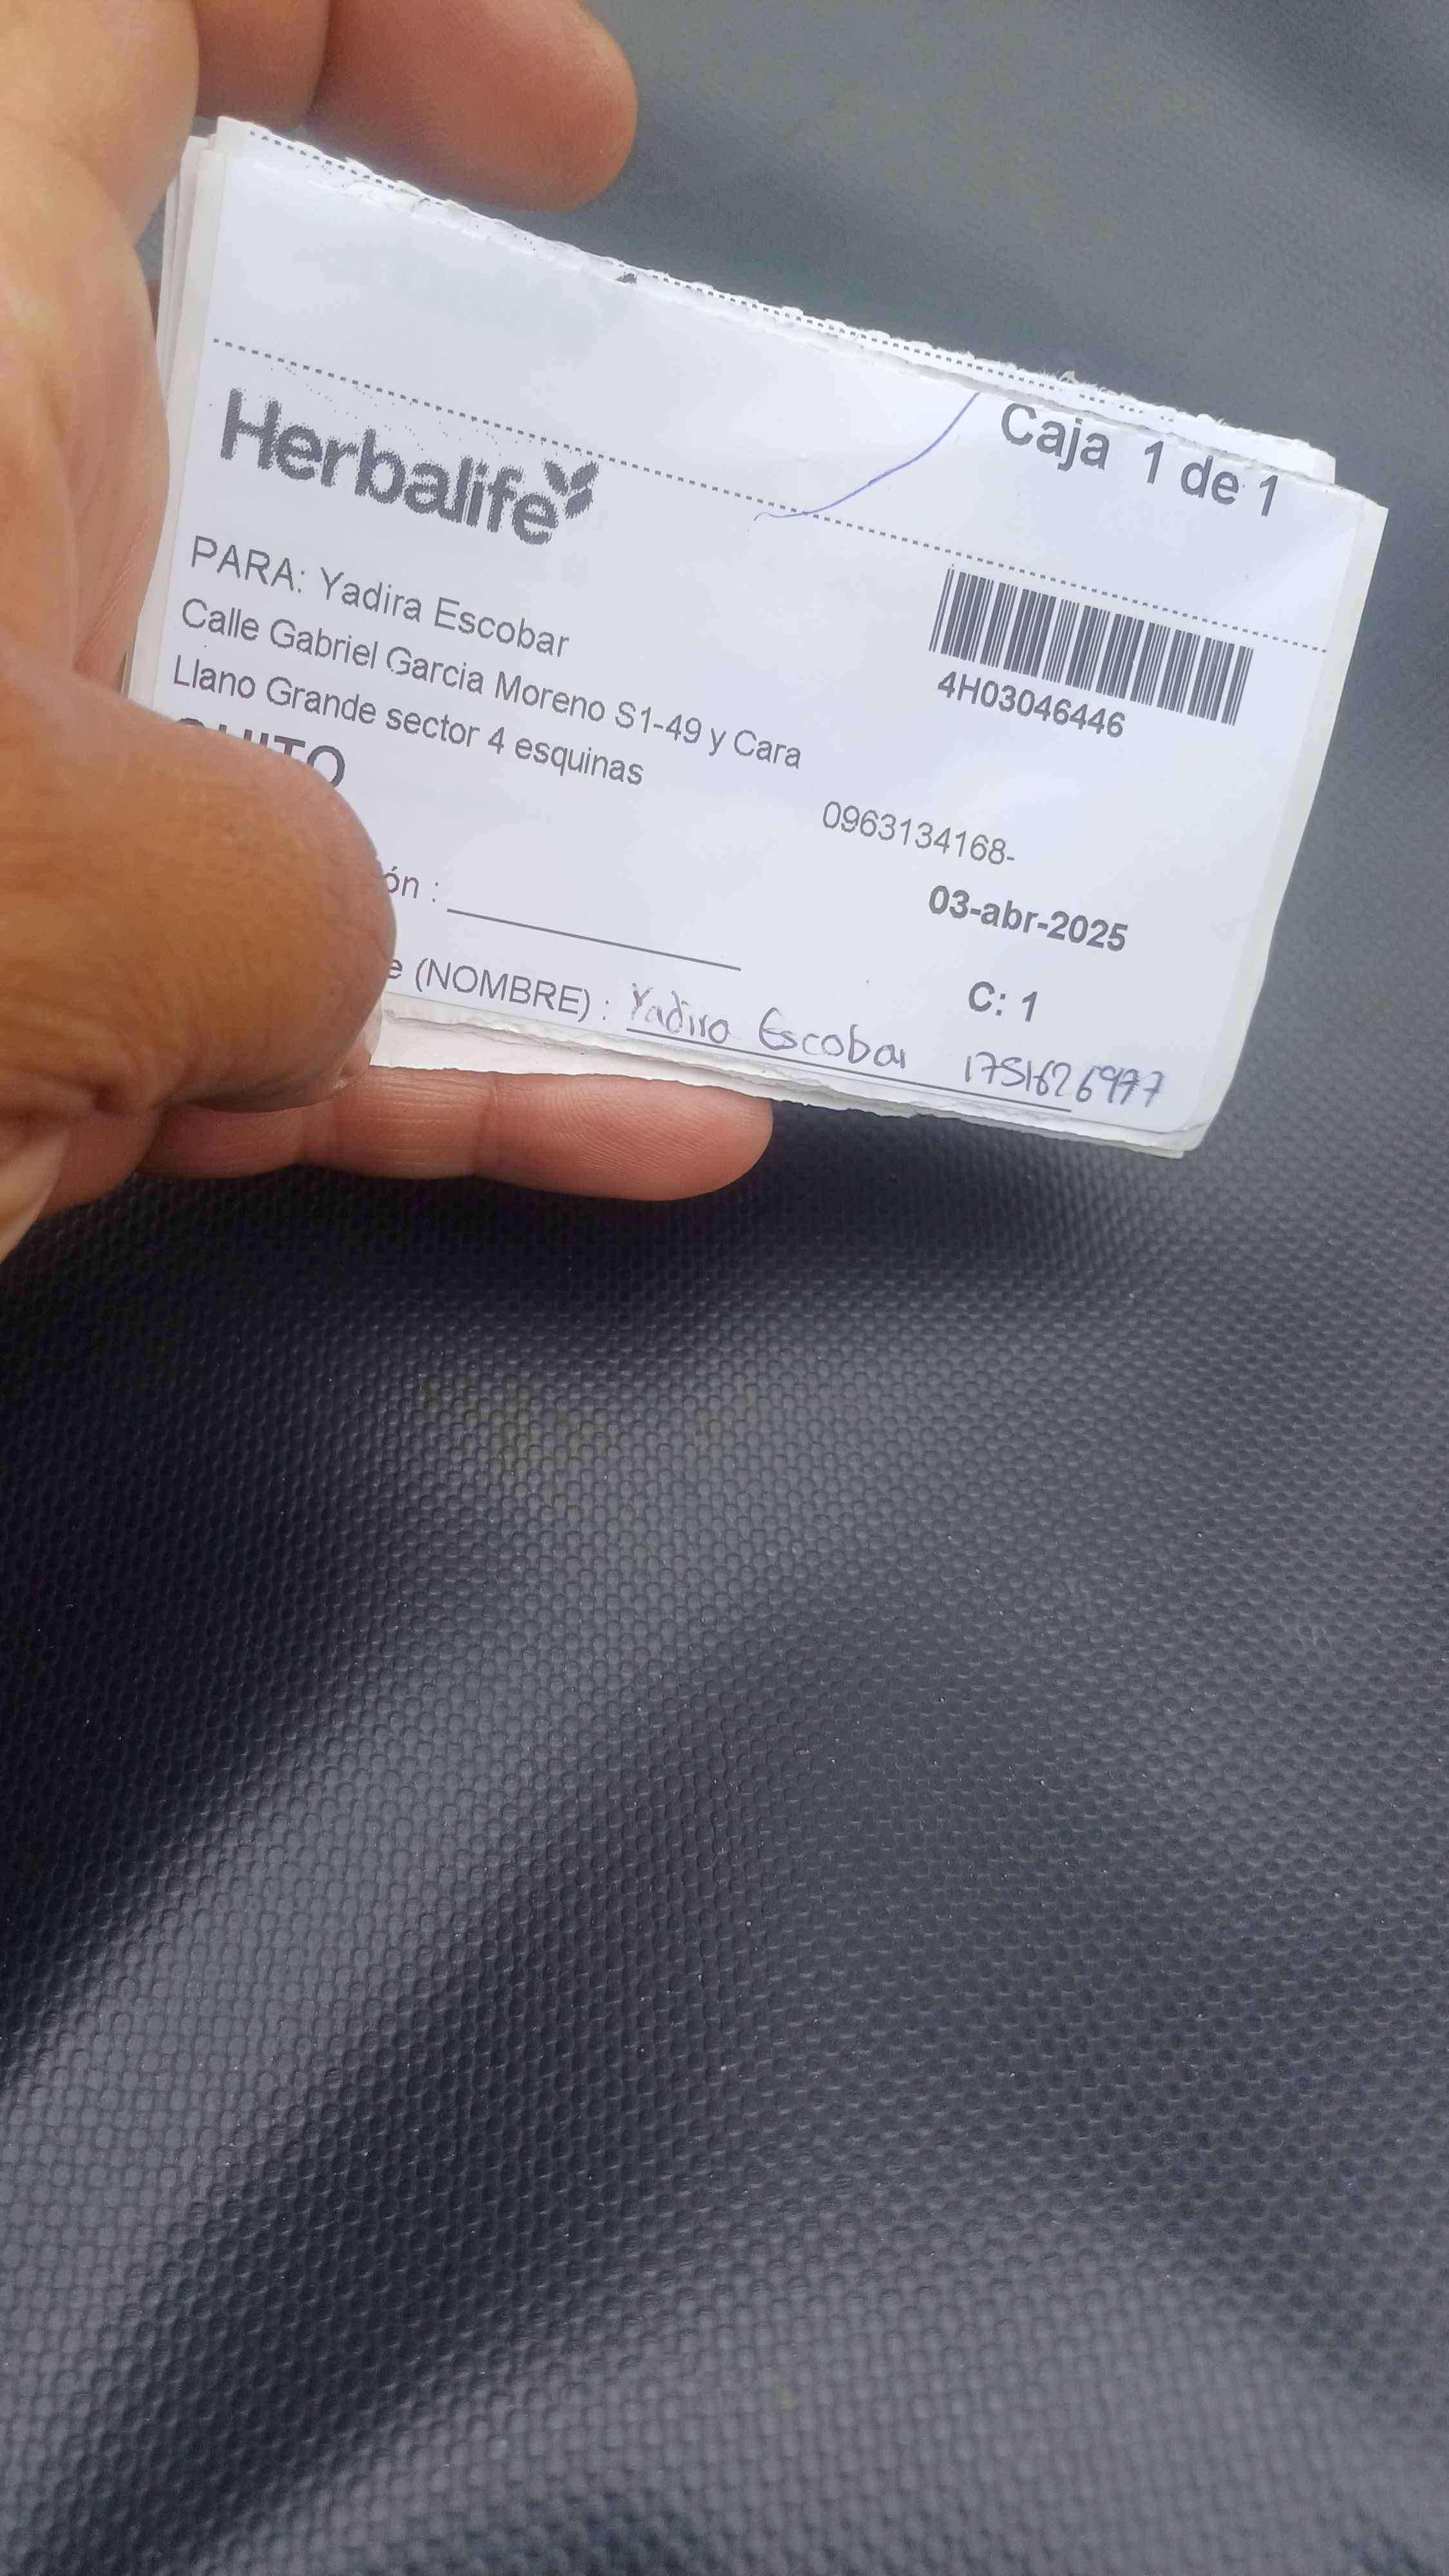 Caja 1 de 1
Herbalife
4H03046446
PARA: Yadira Escobar
Calle Gabriel Garcia Moreno S1-49 y Cara
Llano Grande sector 4 esquinas
QUITO
0963134168-
03-abr-2025
ón :
C: 1
e (NOMBRE) : Yadira Escobar